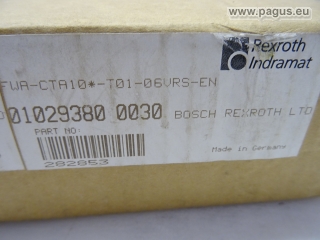 www.pagus.eu
Rexroth
Indramat
FWA-CTA10*-T01-06VRS-EN
01029380 0030 BOSCH REXROTH LTD
PART NO:
282853
Made in Germany